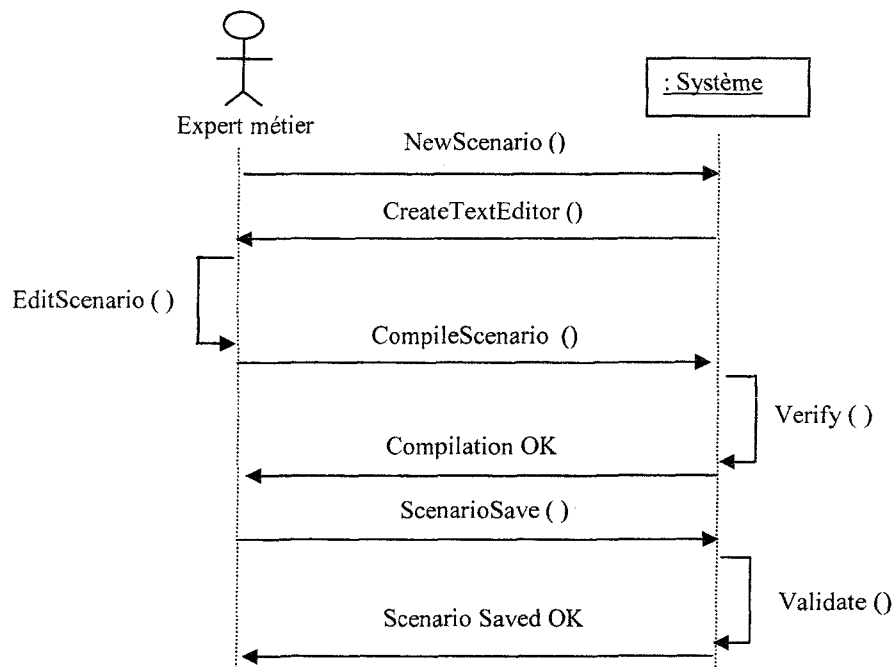 : Système
Expert métier
NewScenario ()
CreateTextEditor ()
EditScenario ( )
CompileScenario ()
Verify ( )
Compilation OK
ScenarioSave ( )
Validate ()
Scenario Saved OK